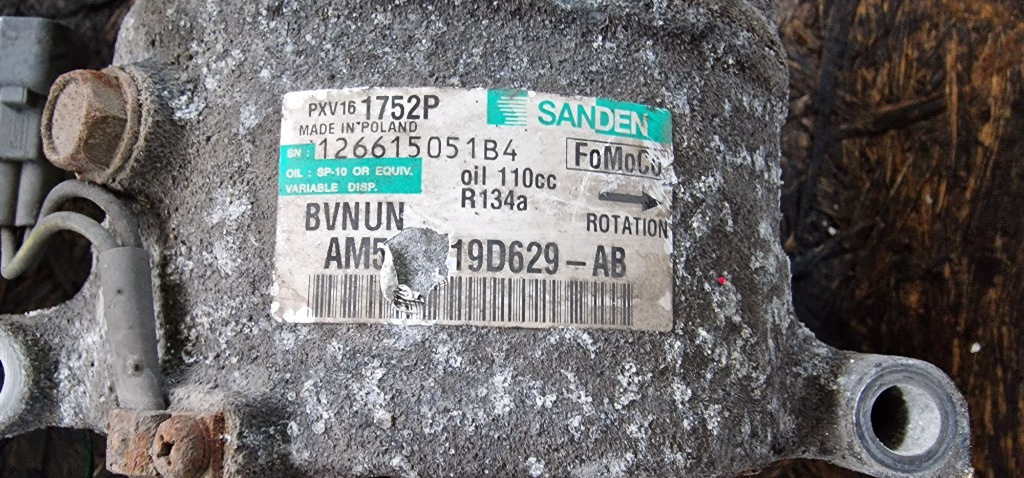 PXV16 1752P
SANDEN
MADE IN POLAND
SN: 126615051B4
FoMoCo
OIL : SP-10 OR EQUIV.
VARIABLE DISP.
oil 110cc
R134a
ROTATION
BVNUN
AM5 19D629-AB